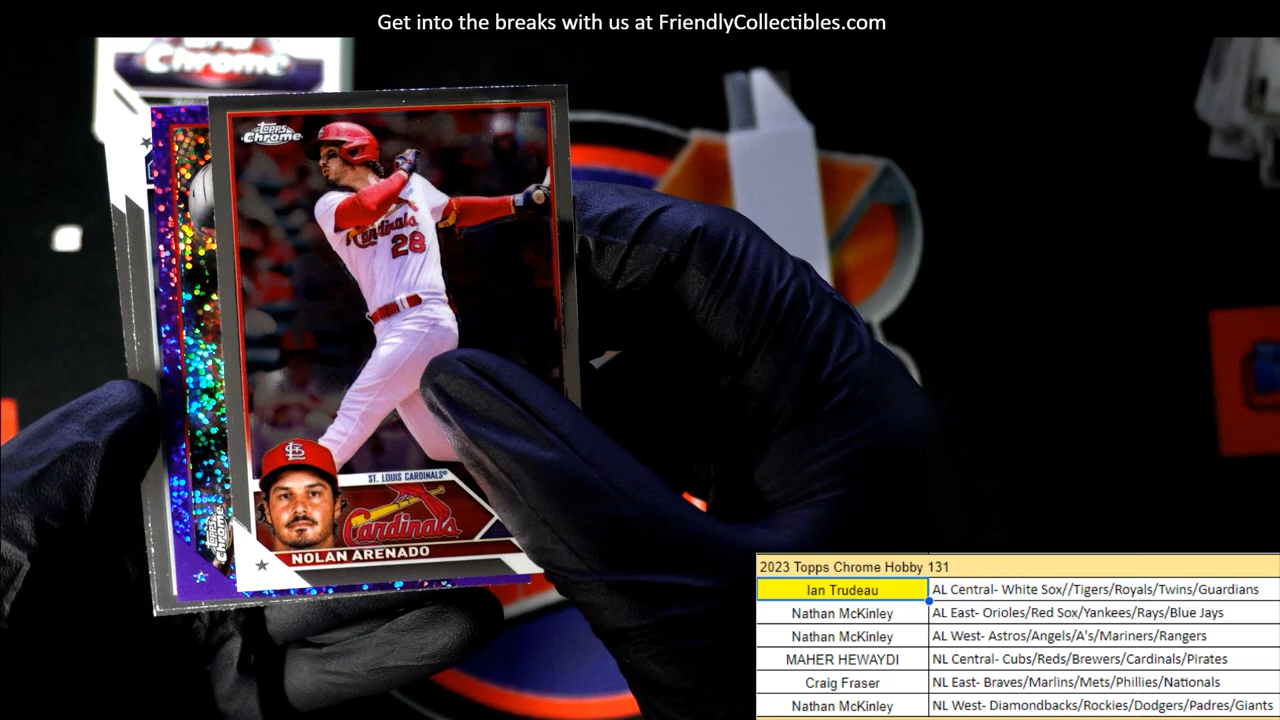 Get into the breaks with us at FriendlyCollectibles.com
Chrome
Topps
Chrome
Cardinals
28
ST. LOUIS CARDINALS
Cardinals
NOLAN ARENADO
Topps
Chrome
2023 Topps Chrome Hobby 131
Ian Trudeau AL Central- White Sox//Tigers/Royals/Twins/Guardians
Nathan McKinley AL East- Orioles/Red Sox/Yankees/Rays/Blue Jays
Nathan McKinley AL West- Astros/Angels/A's/Mariners/Rangers
MAHER HEWAYDI NL Central- Cubs/Reds/Brewers/Cardinals/Pirates
Craig Fraser NL East- Braves/Marlins/Mets/Phillies/Nationals
Nathan McKinley NL West- Diamondbacks/Rockies/Dodgers/Padres/Giants